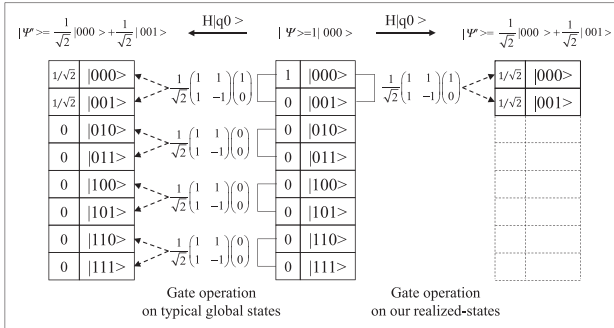 |Ψ'>= 1/√2 |000> + 1/√2 |001>
H|q0>
|Ψ>=1|000>
H|q0>
|Ψ'>= 1/√2 |000> + 1/√2 |001>
1/√2 |000>
1/√2 |001>
0 |010>
0 |011>
0 |100>
0 |101>
0 |110>
0 |111>
1/√2 (1 1 1 -1)(1 0)
1/√2 (1 1 1 -1)(0 0)
1/√2 (1 1 1 -1)(0 0)
1/√2 (1 1 1 -1)(0 0)
1 |000>
0 |001>
0 |010>
0 |011>
0 |100>
0 |101>
0 |110>
0 |111>
1/√2 (1 1 1 -1)(1 0)
1/√2 |000>
1/√2 |001>
Gate operation
on typical global states
Gate operation
on our realized-states